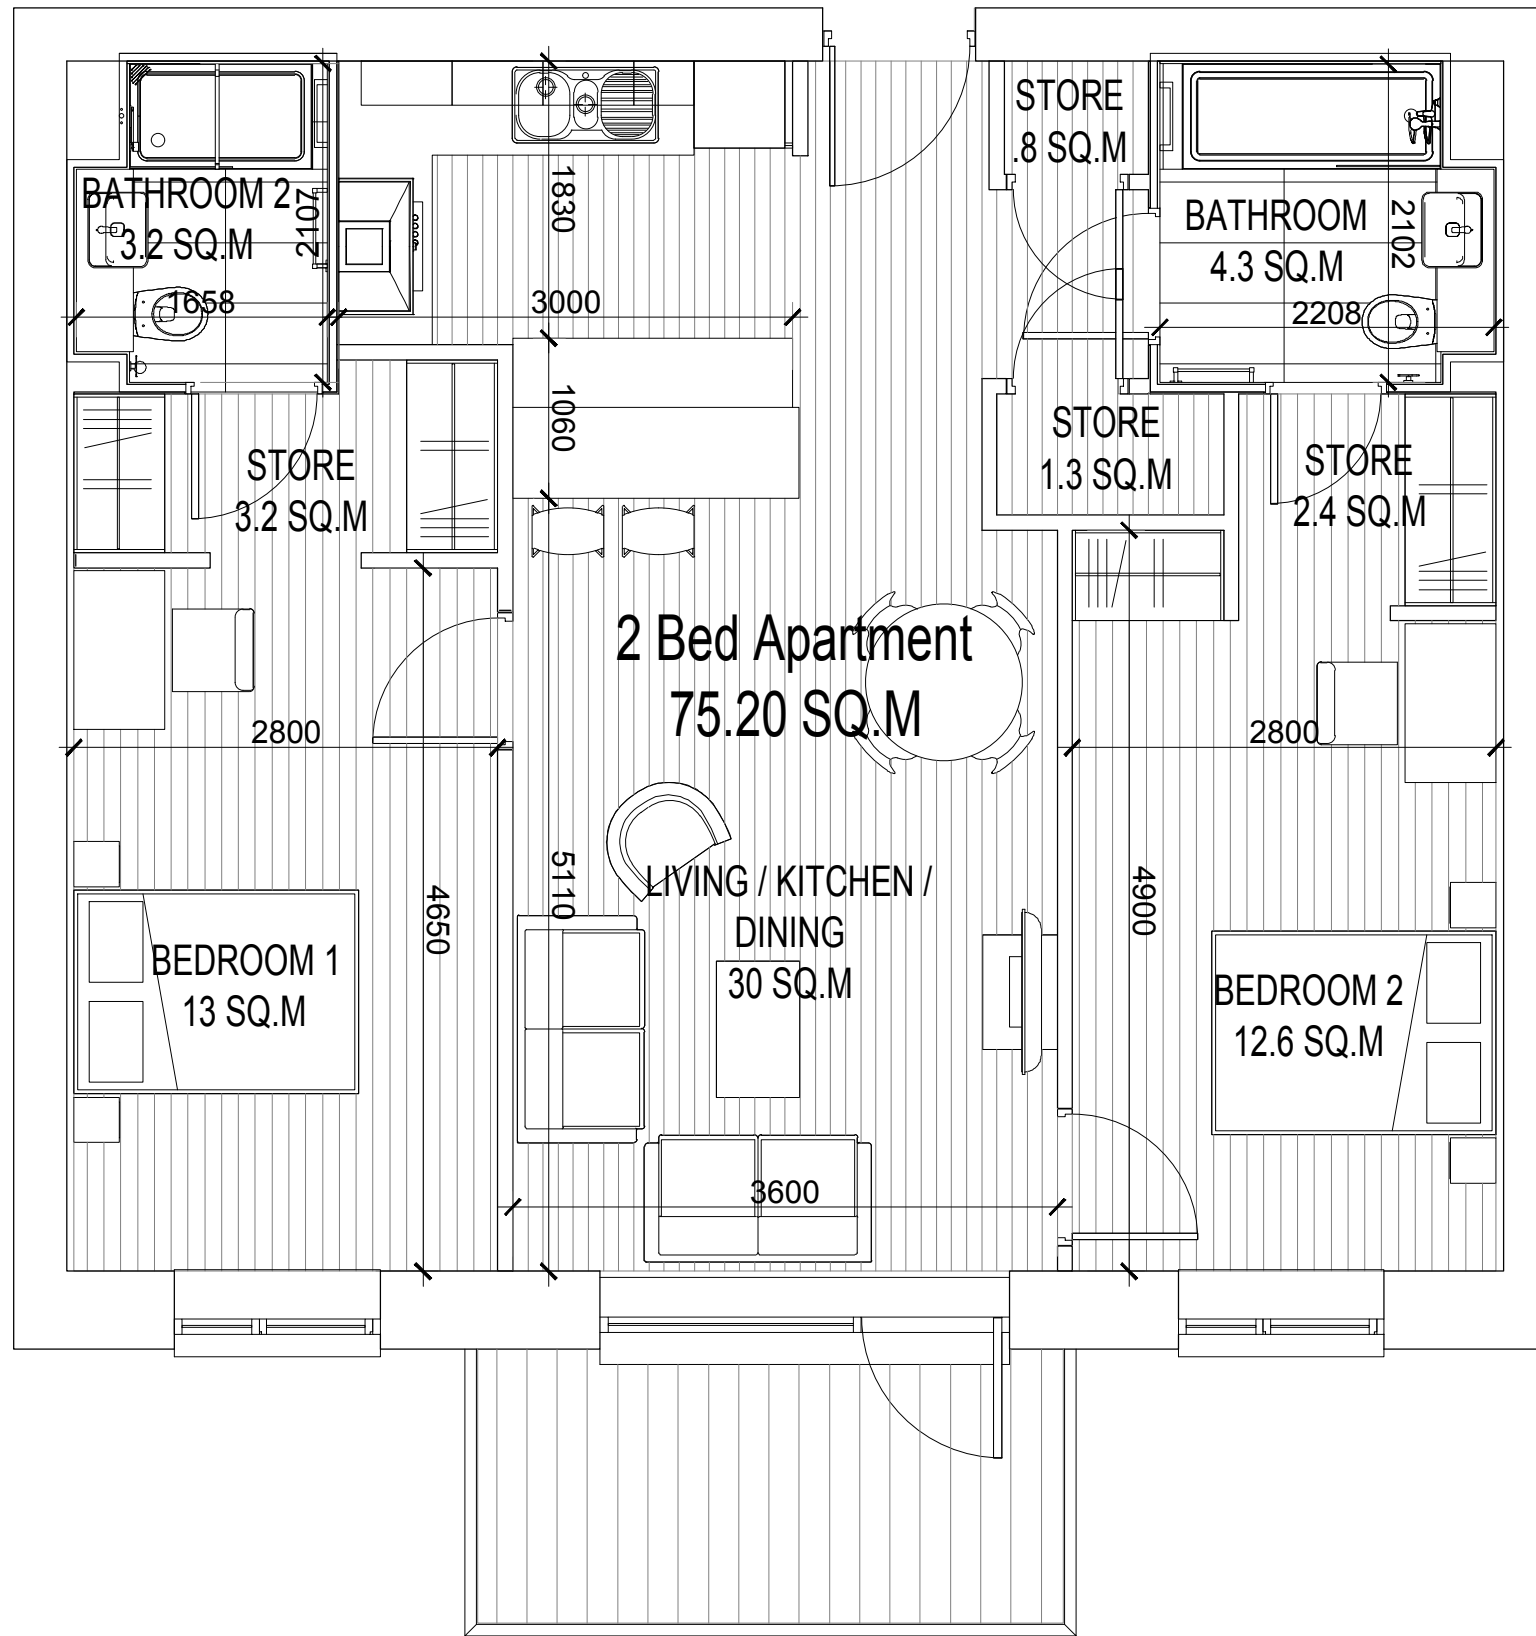 STORE
.8 SQ.M
BATHROOM 2
3.2 SQ.M
2107
1658
1830
3000
BATHROOM
4.3 SQ.M
2102
2208
1060
STORE
3.2 SQ.M
STORE
1.3 SQ.M
STORE
2.4 SQ.M
2 Bed Apartment
75.20 SQ.M
2800
2800
5110
4650
4900
LIVING / KITCHEN /
DINING
30 SQ.M
BEDROOM 1
13 SQ.M
BEDROOM 2
12.6 SQ.M
3600